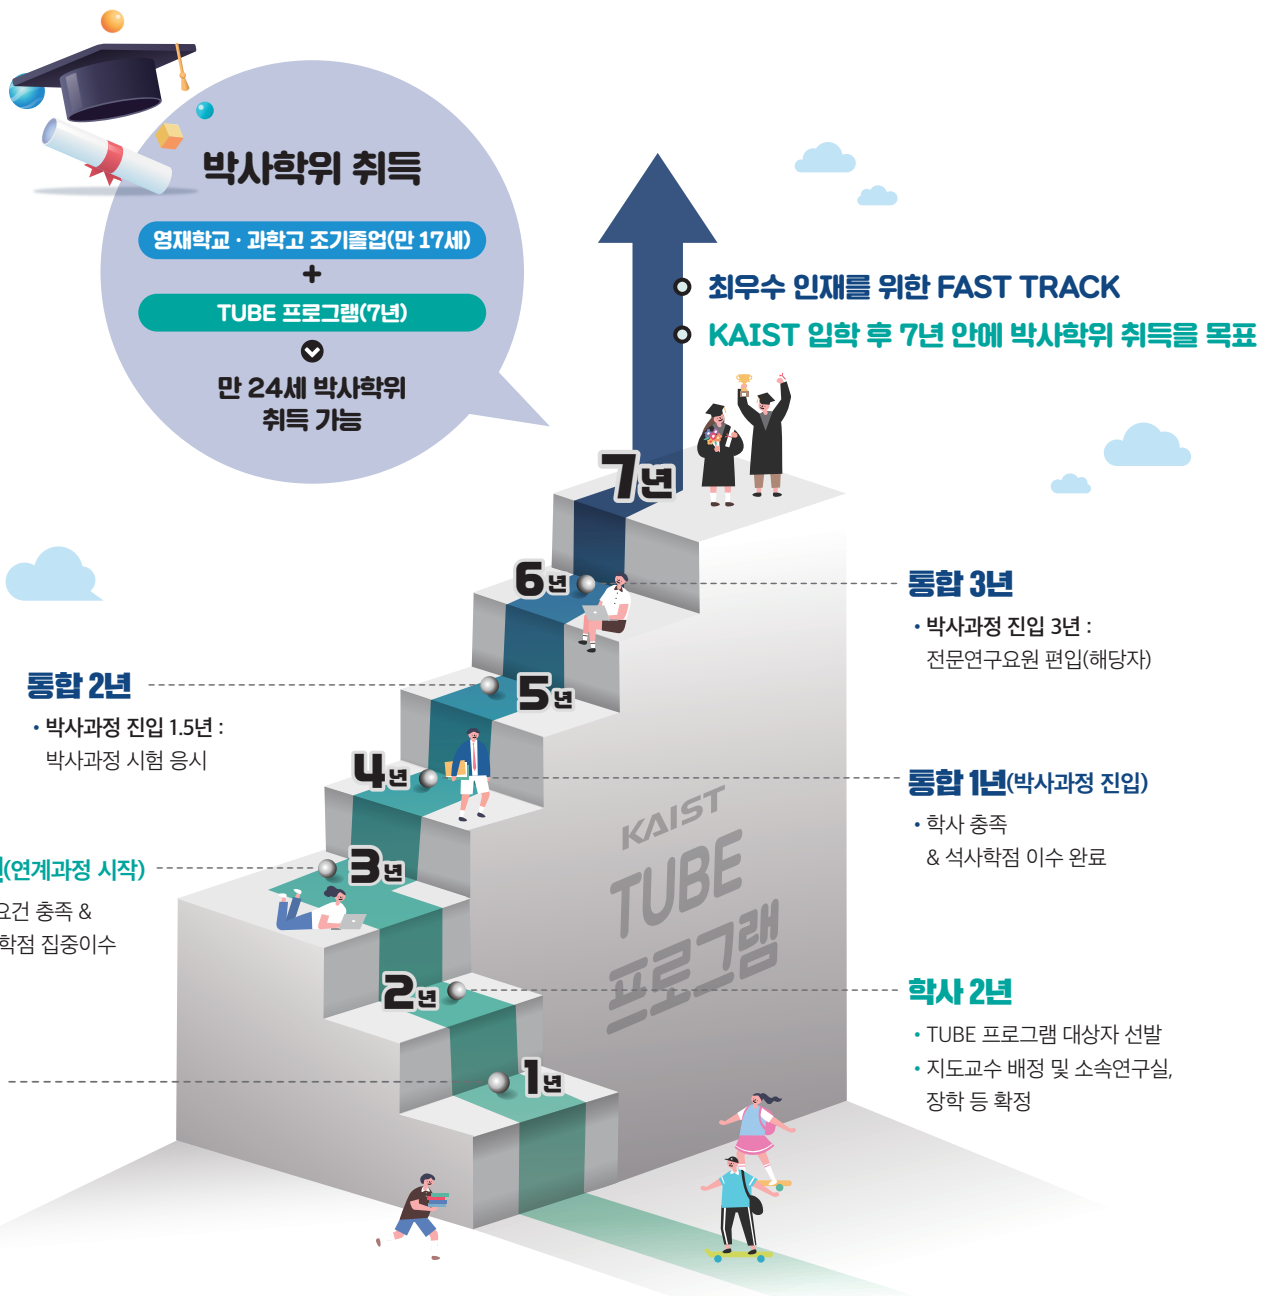 박사학위 취득
영재학교 · 과학고 조기졸업(만 17세)
+
TUBE 프로그램(7년)
만 24세 박사학위
취득 가능
최우수 인재를 위한 FAST TRACK
KAIST 입학 후 7년 안에 박사학위 취득을 목표
7년
6년
통합 3년
• 박사과정 진입 3년 :
전문연구요원 편입(해당자)
통합 2년
• 박사과정 진입 1.5년 :
박사과정 시험 응시
5년
4년
통합 1년(박사과정 진입)
• 학사 충족
& 석사학점 이수 완료
(연계과정 시작)
요건 충족 &
학점 집중이수
3년
KAIST
TUBE
프로그램
2년
학사 2년
• TUBE 프로그램 대상자 선발
• 지도교수 배정 및 소속연구실,
장학 등 확정
1년